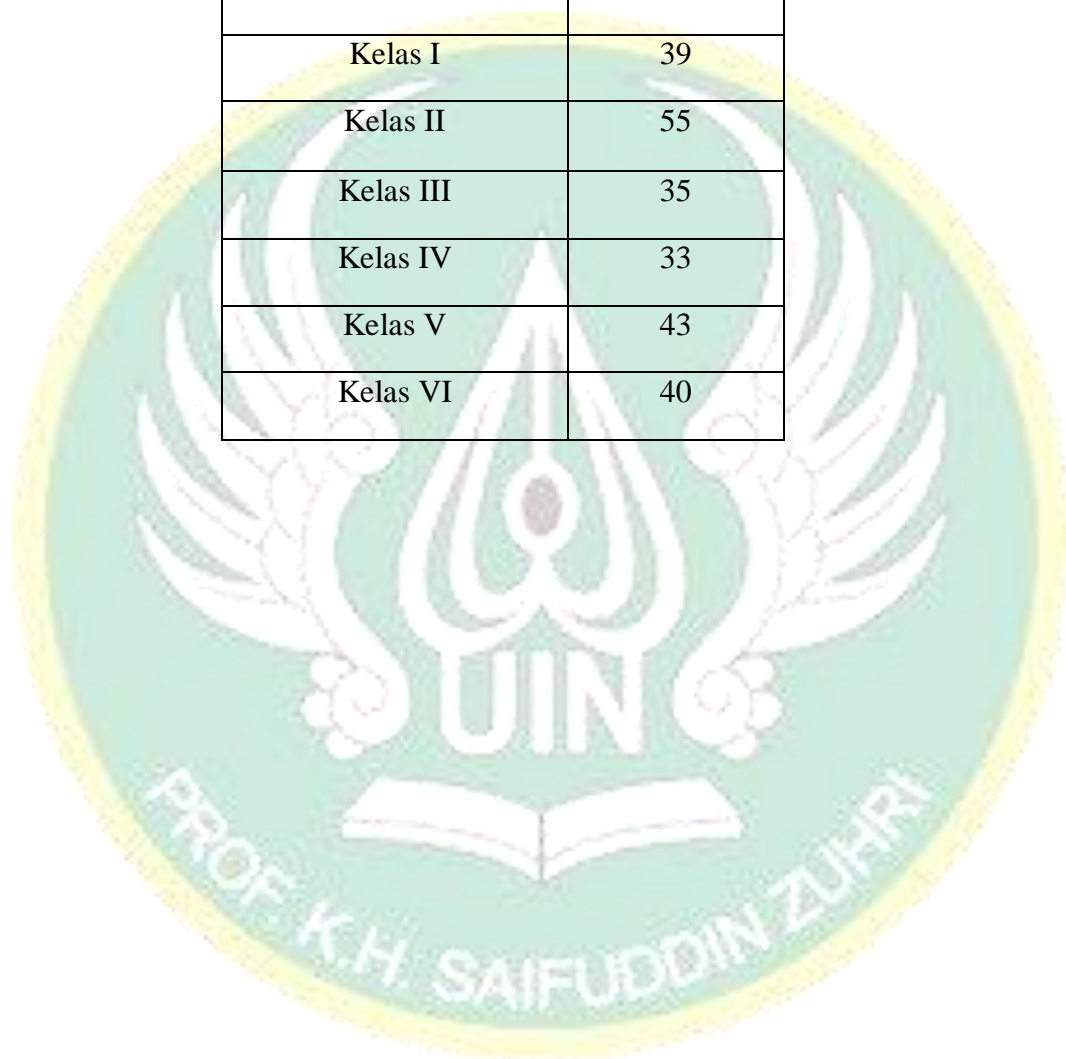 Kelas I 39
Kelas II 55
Kelas III 35
Kelas IV 33
Kelas V 43
Kelas VI 40
UIN
PROF. K.H. SAIFUDDIN ZUHRI